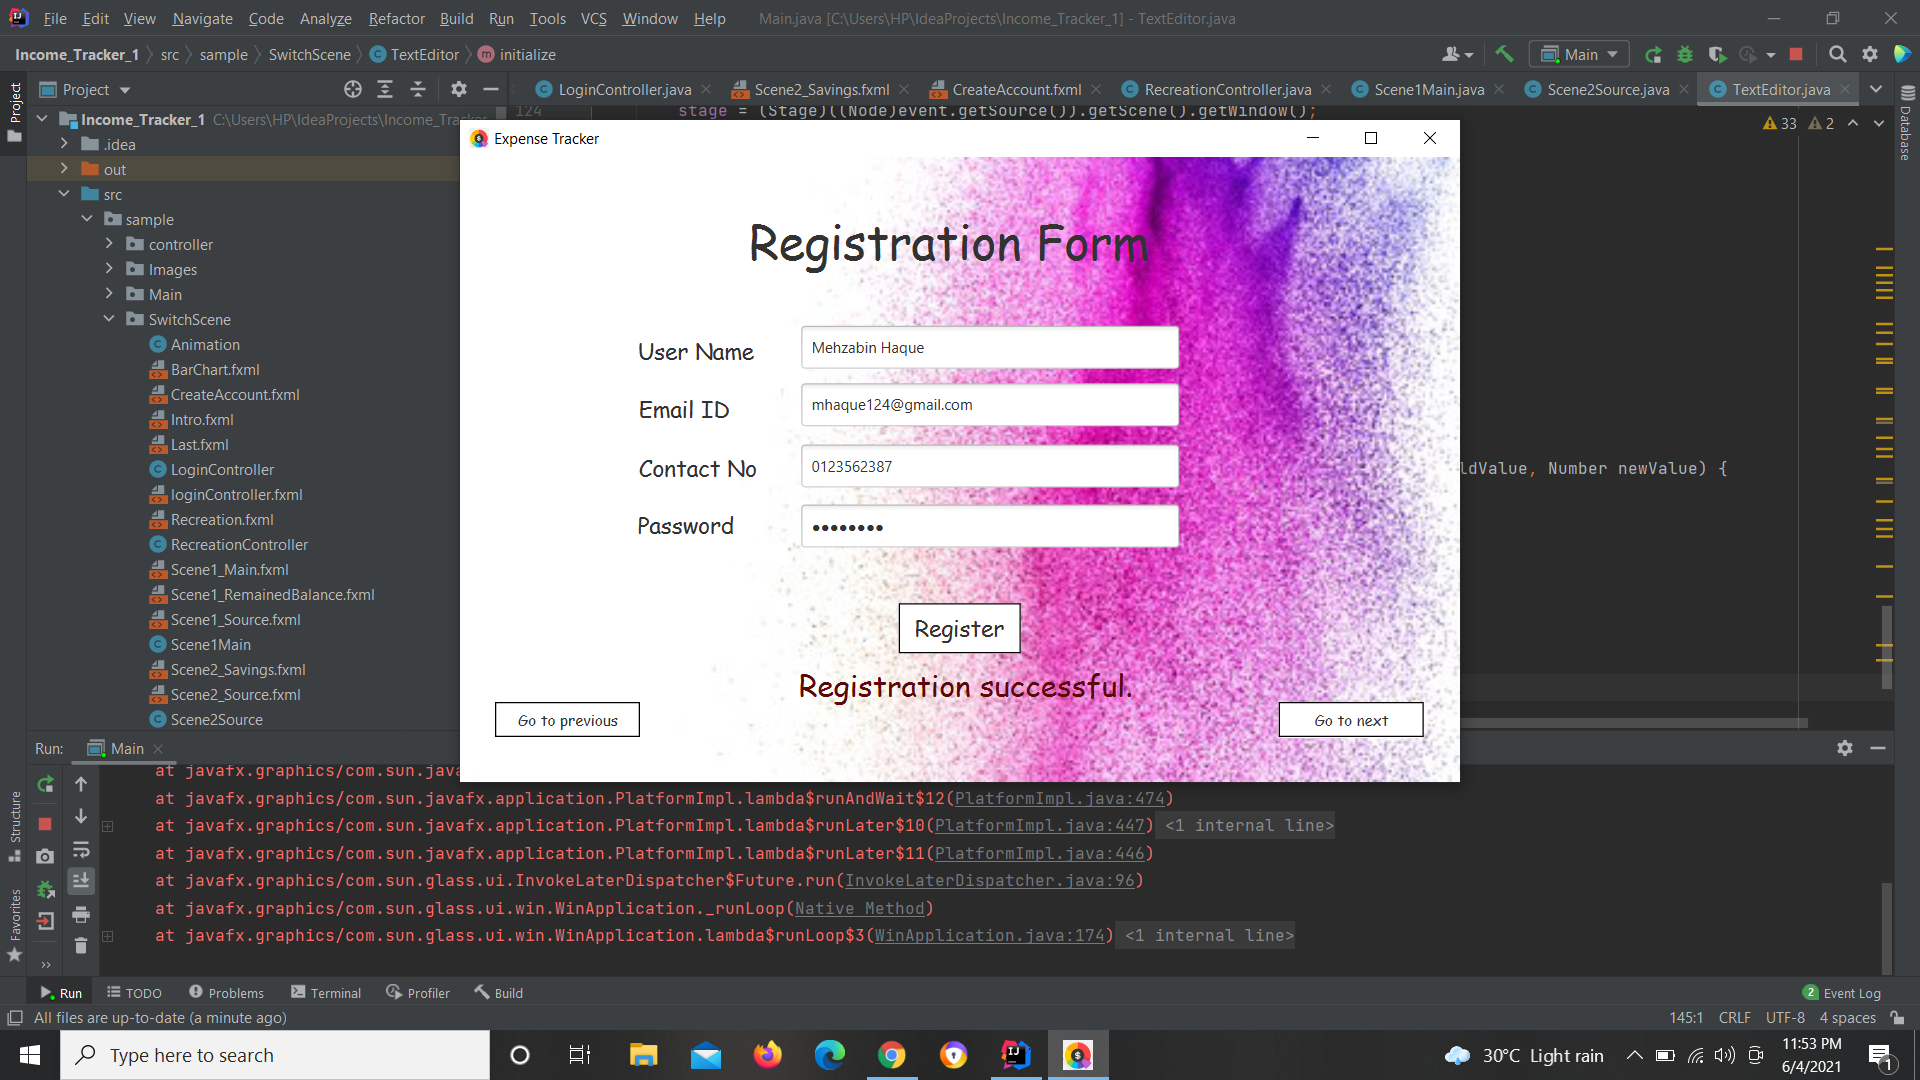 File Edit View Navigate Code Analyze Refactor Build Run Tools VCS Window Help Main.java [C:\Users\HP\IdeaProjects\Income_Tracker_1] - TextEditor.java
Income_Tracker_1 src sample SwitchScene TextEditor initialize Main
Project LoginController.java Scene2_Savings.fxml CreateAccount.fxml RecreationController.java Scene1Main.java Scene2Source.java TextEditor.java
124 stage = (Stage)((Node)event.getSource()).getScene().getWindow();
Income_Tracker_1 C:\Users\HP\IdeaProjects\Income_Tracker
33 2
.idea
out
src
sample
controller
Images
Main
SwitchScene
Animation
BarChart.fxml
CreateAccount.fxml
Intro.fxml
Last.fxml
LoginController
loginController.fxml
Recreation.fxml
RecreationController
Scene1_Main.fxml
Scene1_RemainedBalance.fxml
Scene1_Source.fxml
Scene1Main
Scene2_Savings.fxml
Scene2_Source.fxml
Scene2Source
Project
Structure
Favorites
Database
Expense Tracker
Registration Form
User Name Mehzabin Haque
Email ID mhaque124@gmail.com
Contact No 0123562387
Password ••••••••
Register
Registration successful.
Go to previous Go to next
ldValue, Number newValue) {
Run: Main
at javafx.graphics/com.sun.java
at javafx.graphics/com.sun.javafx.application.PlatformImpl.lambda$runAndWait$12(PlatformImpl.java:474)
at javafx.graphics/com.sun.javafx.application.PlatformImpl.lambda$runLater$10(PlatformImpl.java:447) <1 internal line>
at javafx.graphics/com.sun.javafx.application.PlatformImpl.lambda$runLater$11(PlatformImpl.java:446)
at javafx.graphics/com.sun.glass.ui.InvokeLaterDispatcher$Future.run(InvokeLaterDispatcher.java:96)
at javafx.graphics/com.sun.glass.ui.win.WinApplication._runLoop(Native Method)
at javafx.graphics/com.sun.glass.ui.win.WinApplication.lambda$runLoop$3(WinApplication.java:174) <1 internal line>
Run TODO Problems Terminal Profiler Build 2 Event Log
All files are up-to-date (a minute ago) 145:1 CRLF UTF-8 4 spaces
Type here to search 30°C Light rain 11:53 PM
6/4/2021 1